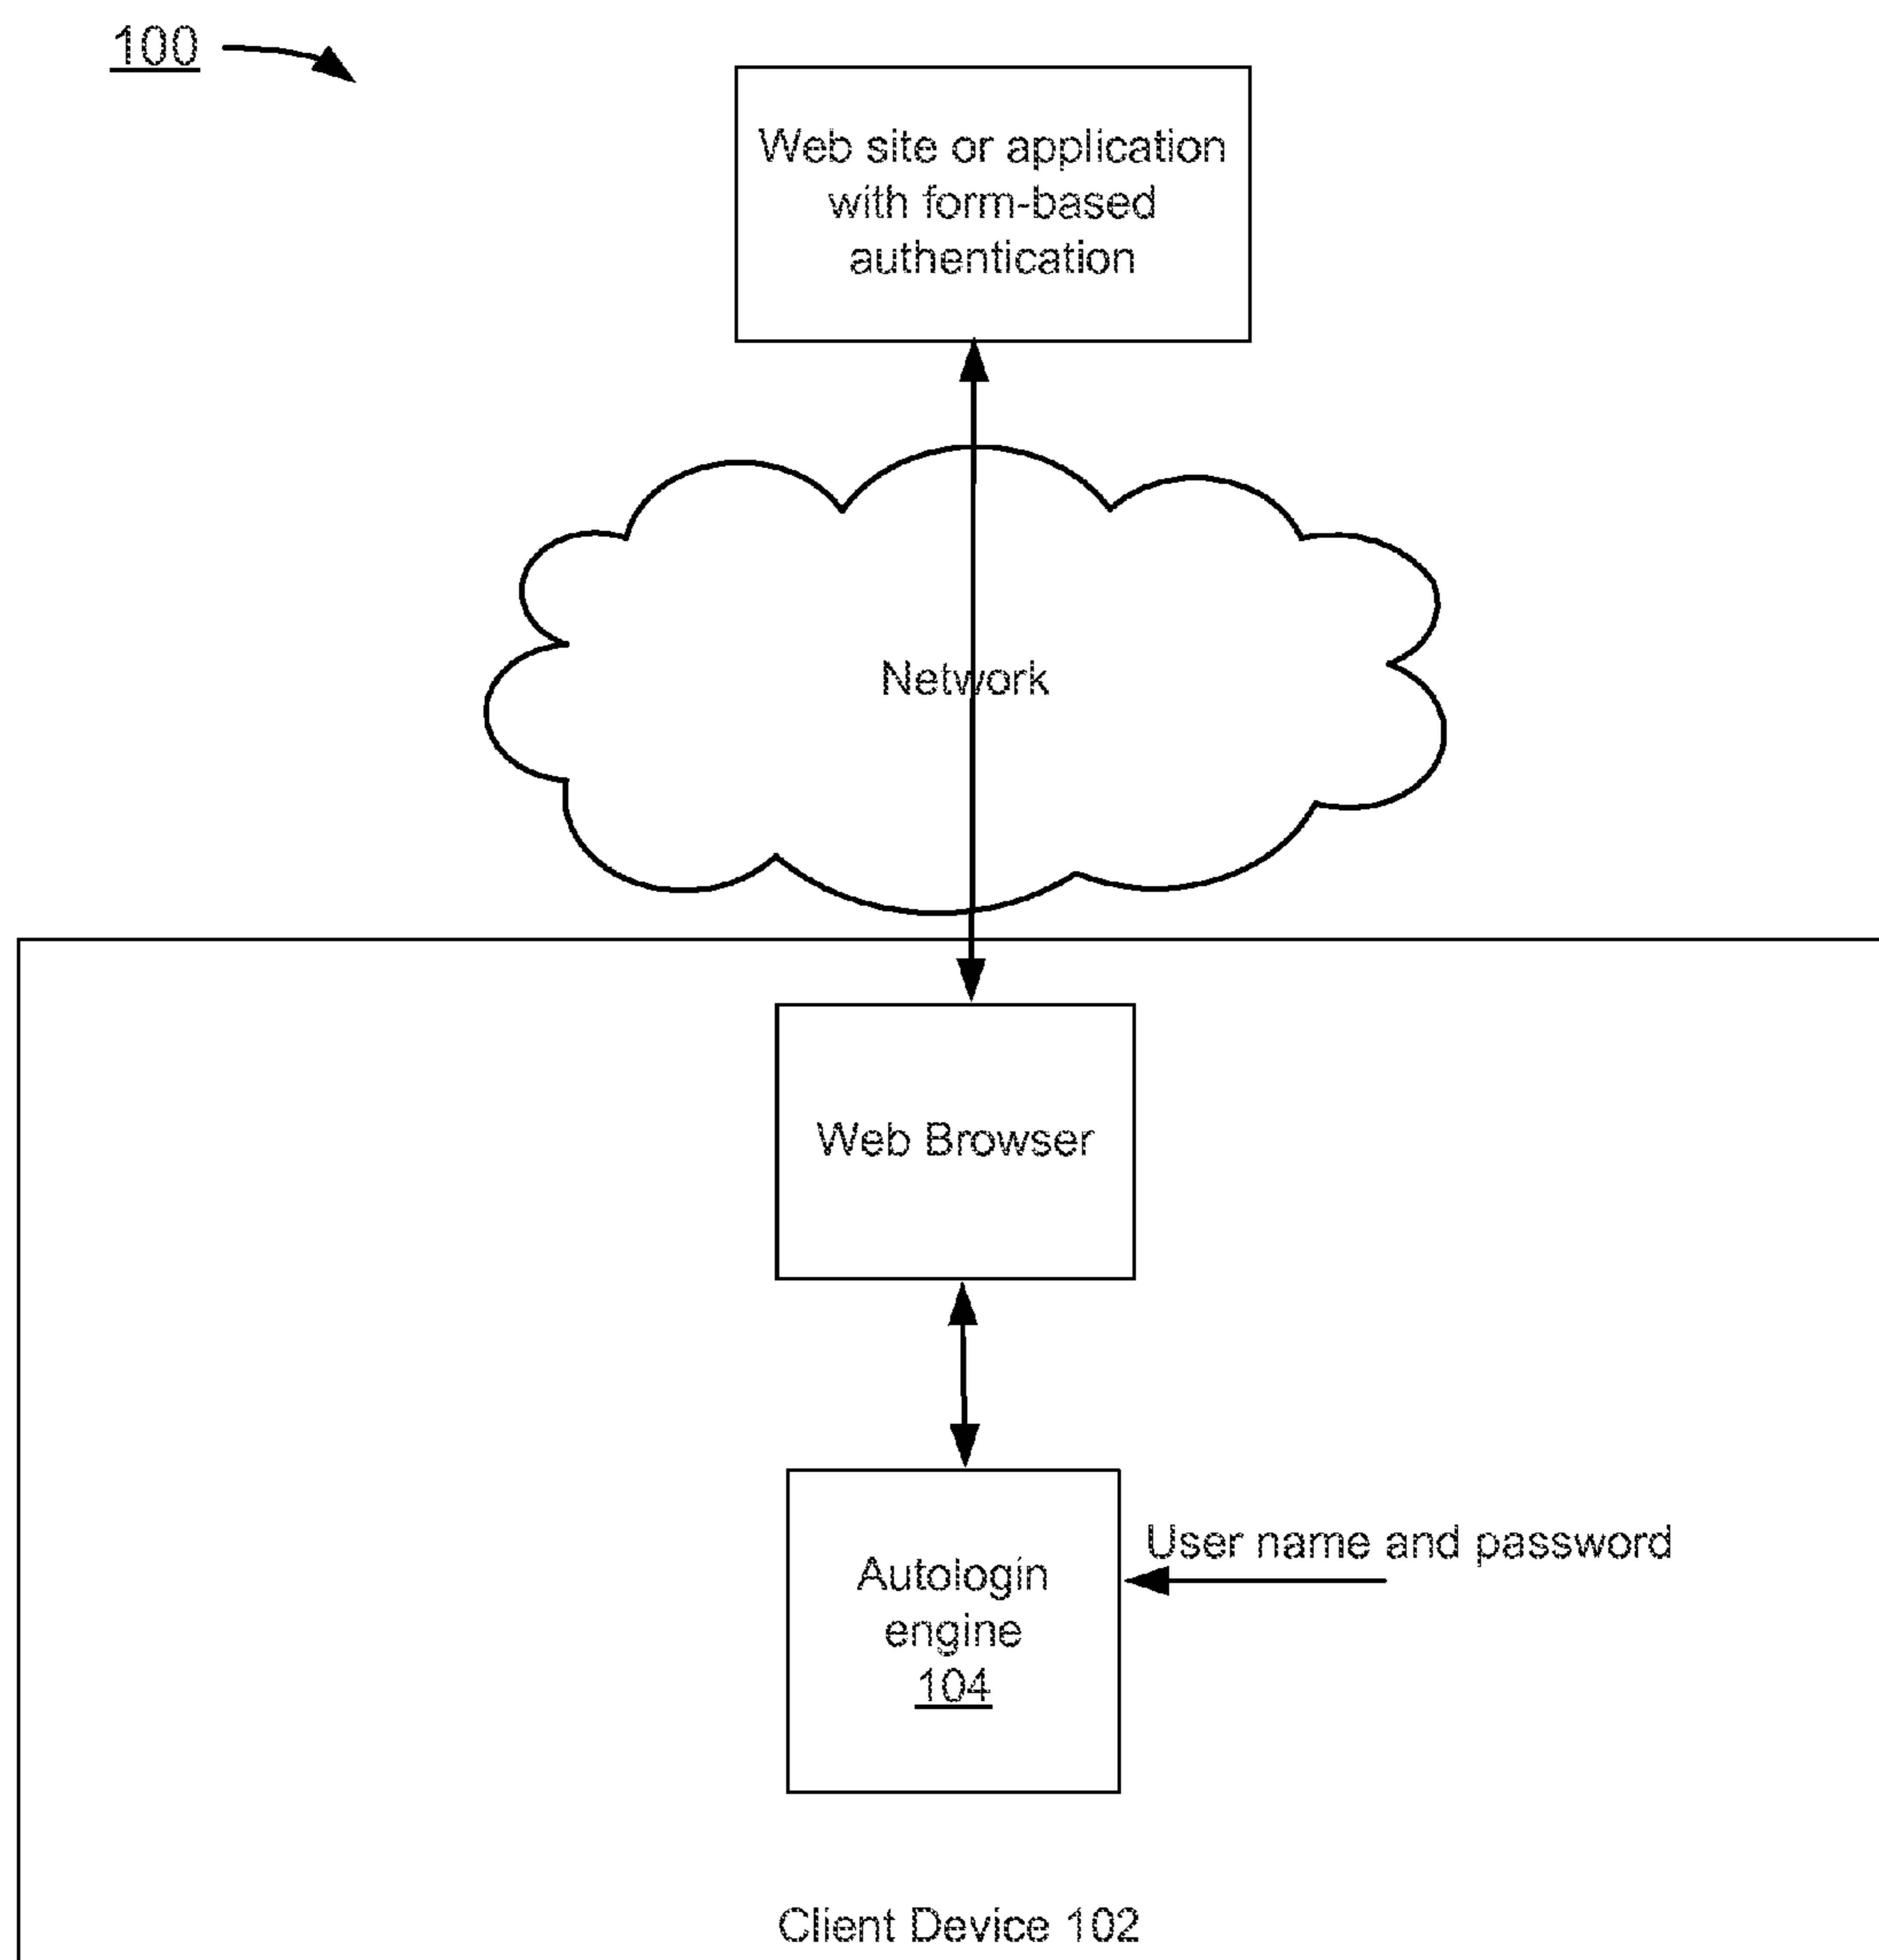 100
Web site or application
with form-based
authentication
Network
Web Browser
User name and password
Autologin
engine
104
Client Device 102